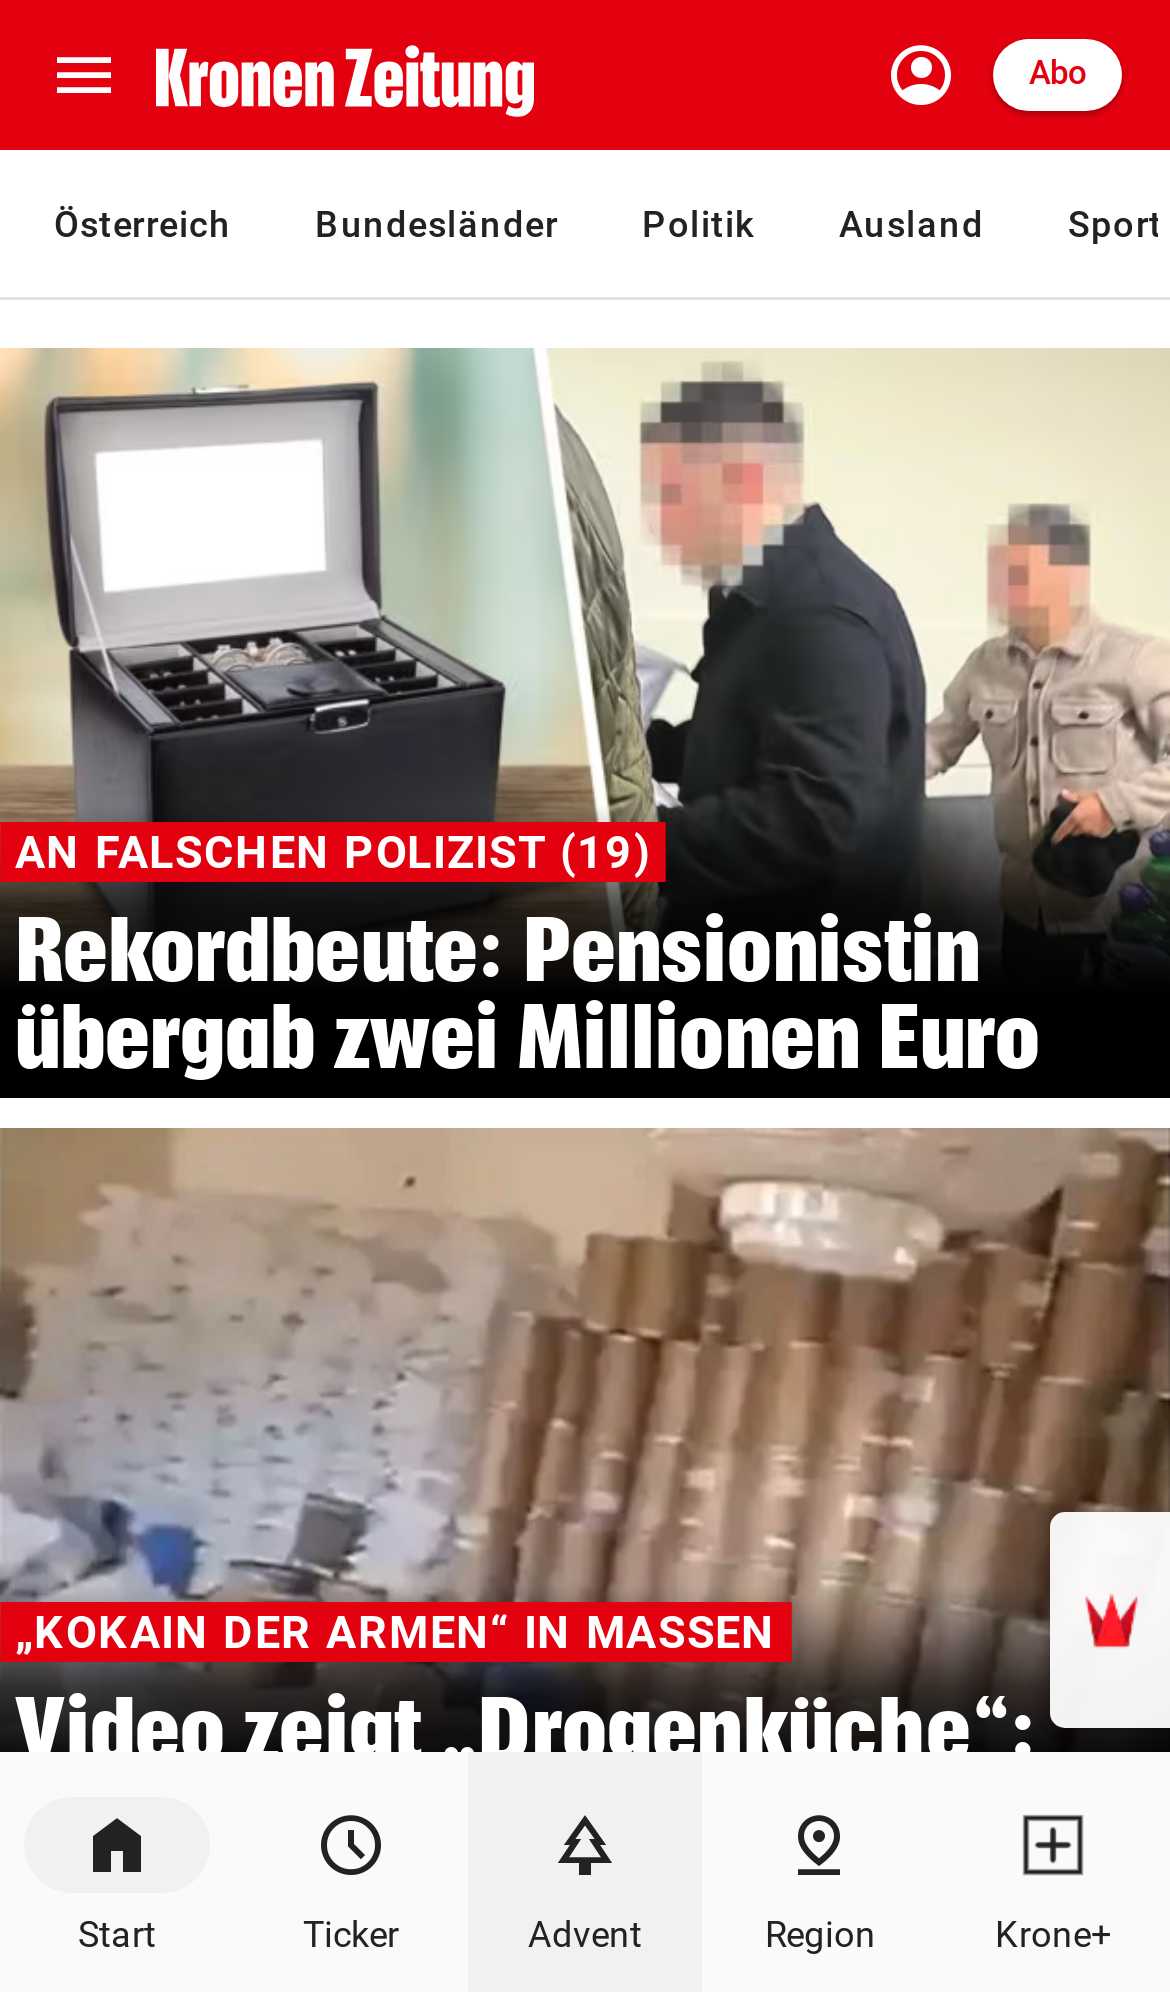 Kronen Zeitung
Abo
Österreich Bundesländer Politik Ausland Sport
AN FALSCHEN POLIZIST (19)
Rekordbeute: Pensionistin
übergab zwei Millionen Euro
„KOKAIN DER ARMEN“ IN MASSEN
Video zeigt „Drogenküche“:
Start Ticker Advent Region Krone+